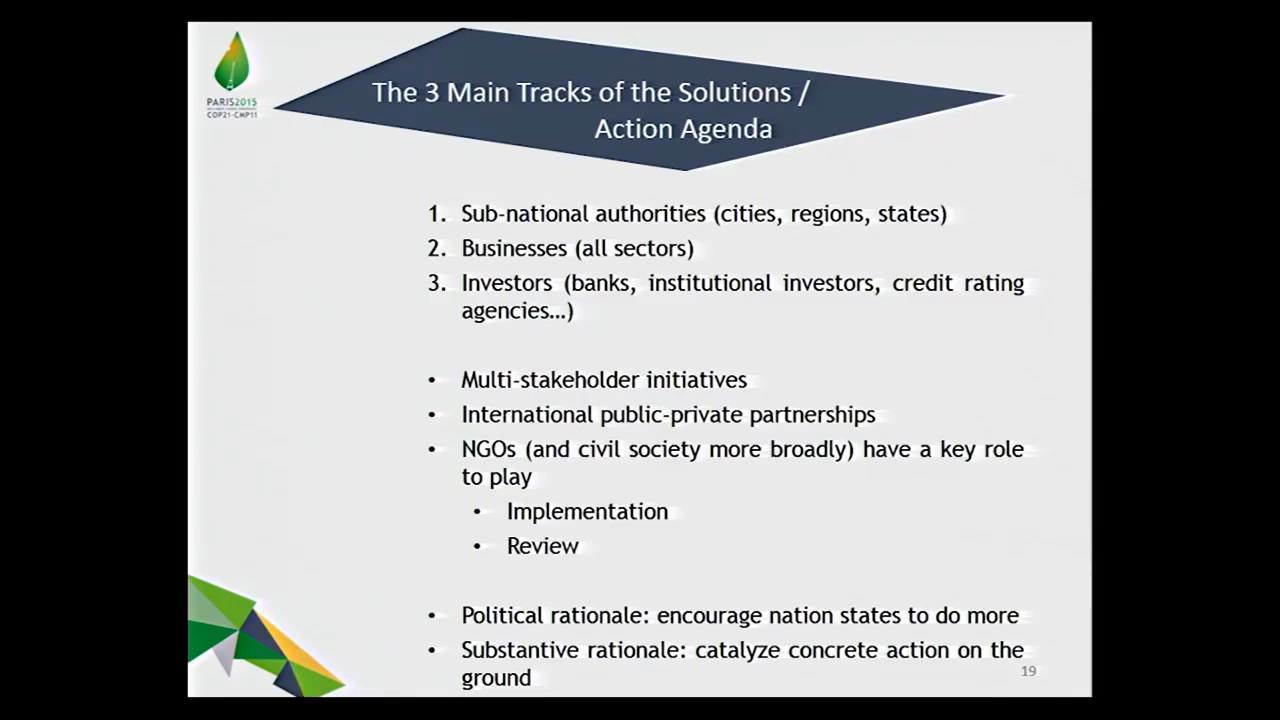 PARIS2015
COP21-CMP11
The 3 Main Tracks of the Solutions /
Action Agenda
1. Sub-national authorities (cities, regions, states)
2. Businesses (all sectors)
3. Investors (banks, institutional investors, credit rating
agencies…)
• Multi-stakeholder initiatives
• International public-private partnerships
• NGOs (and civil society more broadly) have a key role
to play
• Implementation
• Review
• Political rationale: encourage nation states to do more
• Substantive rationale: catalyze concrete action on the
ground
19